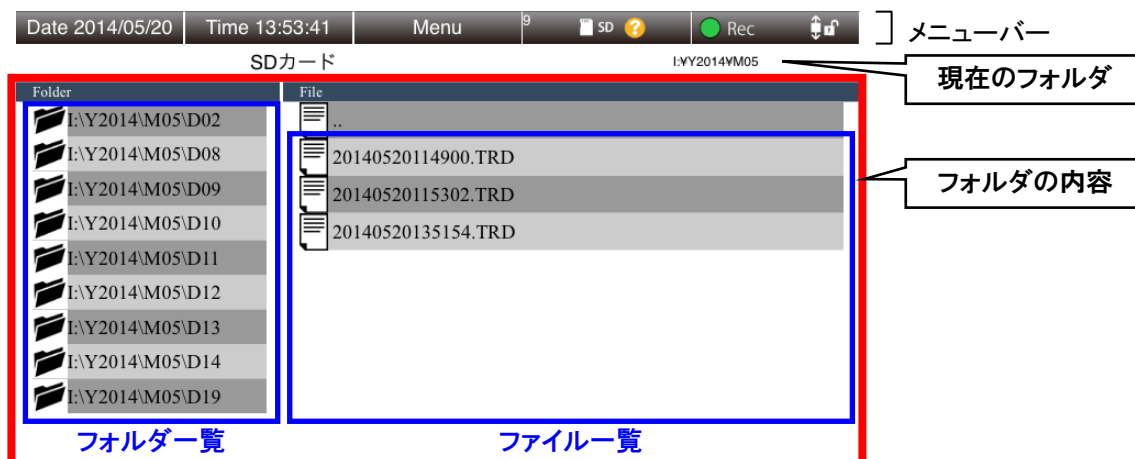 Date 2014/05/20 Time 13:53:41 Menu 9 SD ? Rec
メニューバー
SDカード I:¥Y2014¥M05
現在のフォルダ
Folder File
I:\Y2014\M05\D02 ..
I:\Y2014\M05\D08 20140520114900.TRD
フォルダの内容
I:\Y2014\M05\D09 20140520115302.TRD
I:\Y2014\M05\D10 20140520135154.TRD
I:\Y2014\M05\D11
I:\Y2014\M05\D12
I:\Y2014\M05\D13
I:\Y2014\M05\D14
I:\Y2014\M05\D19
フォルダー覧 ファイル一覧